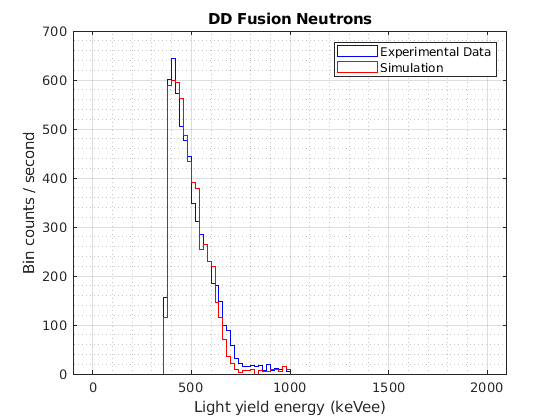 DD Fusion Neutrons
Experimental Data
Simulation
Bin counts / second
700
600
500
400
300
200
100
0
0 500 1000 1500 2000
Light yield energy (keVee)